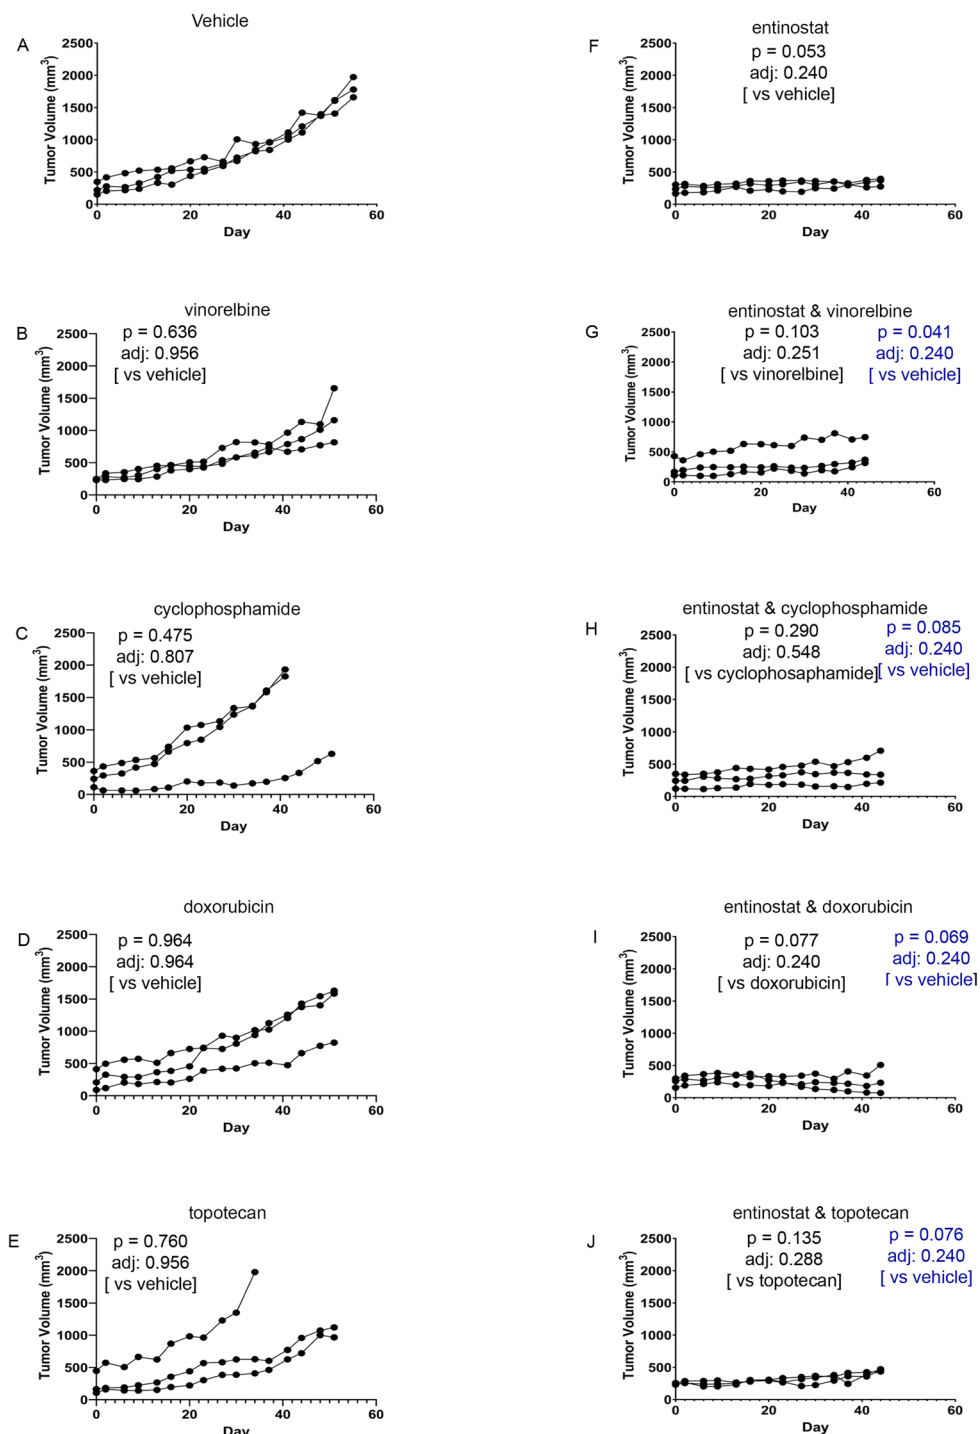 Vehicle
A
Tumor Volume (mm³)
2500
2000
1500
1000
500
0
0 20 40 60
Day
entinostat
F
p = 0.053
adj: 0.240
[ vs vehicle]
Tumor Volume (mm³)
2500
2000
1500
1000
500
0
0 20 40 60
Day
vinorelbine
B
p = 0.636
adj: 0.956
[ vs vehicle]
Tumor Volume (mm³)
2500
2000
1500
1000
500
0
0 20 40 60
Day
entinostat & vinorelbine
G
p = 0.103
adj: 0.251
[ vs vinorelbine]
p = 0.041
adj: 0.240
[ vs vehicle]
Tumor Volume (mm³)
2500
2000
1500
1000
500
0
0 20 40 60
Day
cyclophosphamide
C
p = 0.475
adj: 0.807
[ vs vehicle]
Tumor Volume (mm³)
2500
2000
1500
1000
500
0
0 20 40 60
Day
entinostat & cyclophosphamide
H
p = 0.290
adj: 0.548
[ vs cyclophosaphamide]
p = 0.085
adj: 0.240
[ vs vehicle]
Tumor Volume (mm³)
2500
2000
1500
1000
500
0
0 20 40 60
Day
doxorubicin
D
p = 0.964
adj: 0.964
[ vs vehicle]
Tumor Volume (mm³)
2500
2000
1500
1000
500
0
0 20 40 60
Day
entinostat & doxorubicin
I
p = 0.077
adj: 0.240
[ vs doxorubicin]
p = 0.069
adj: 0.240
[ vs vehicle]
Tumor Volume (mm³)
2500
2000
1500
1000
500
0
0 20 40 60
Day
topotecan
E
p = 0.760
adj: 0.956
[ vs vehicle]
Tumor Volume (mm³)
2500
2000
1500
1000
500
0
0 20 40 60
Day
entinostat & topotecan
J
p = 0.135
adj: 0.288
[ vs topotecan]
p = 0.076
adj: 0.240
[ vs vehicle]
Tumor Volume (mm³)
2500
2000
1500
1000
500
0
0 20 40 60
Day